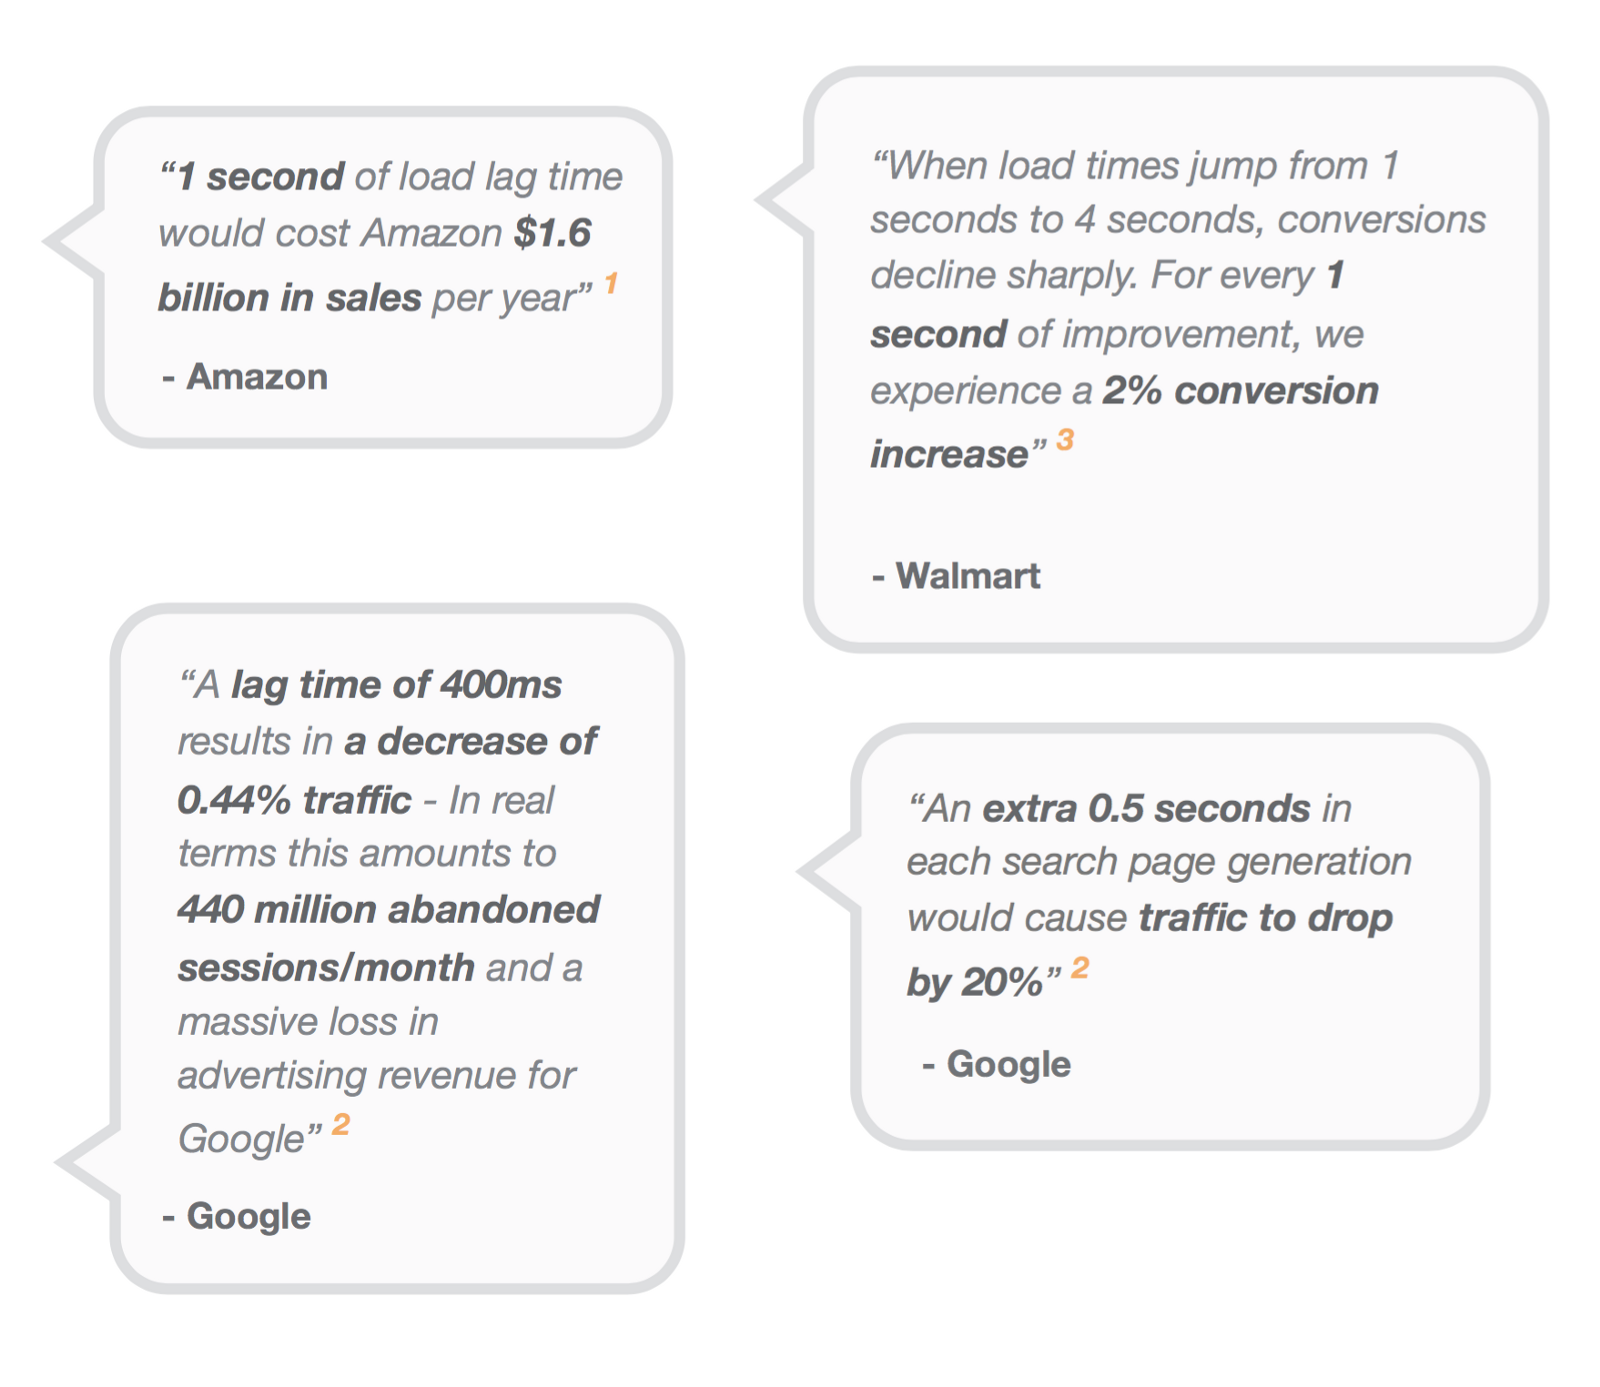 “1 second of load lag time
would cost Amazon $1.6
billion in sales per year” 1
- Amazon
“When load times jump from 1
seconds to 4 seconds, conversions
decline sharply. For every 1
second of improvement, we
experience a 2% conversion
increase” 3
- Walmart
“A lag time of 400ms
results in a decrease of
0.44% traffic - In real
terms this amounts to
440 million abandoned
sessions/month and a
massive loss in
advertising revenue for
Google” 2
- Google
“An extra 0.5 seconds in
each search page generation
would cause traffic to drop
by 20%” 2
- Google